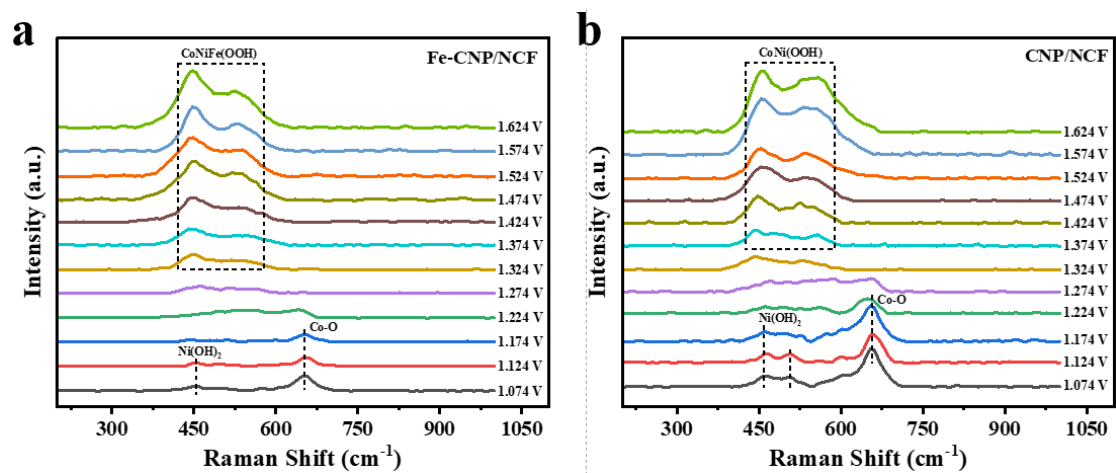 a
CoNiFe(OOH)
Fe-CNP/NCF
1.624 V
1.574 V
1.524 V
1.474 V
1.424 V
1.374 V
1.324 V
1.274 V
1.224 V
Co-O
1.174 V
Ni(OH)₂
1.124 V
1.074 V
Intensity (a.u.)
300 450 600 750 900 1050
Raman Shift (cm⁻¹)
b
CoNi(OOH)
CNP/NCF
1.624 V
1.574 V
1.524 V
1.474 V
1.424 V
1.374 V
1.324 V
1.274 V
Co-O
1.224 V
Ni(OH)₂
1.174 V
1.124 V
1.074 V
Intensity (a.u.)
300 450 600 750 900 1050
Raman Shift (cm⁻¹)